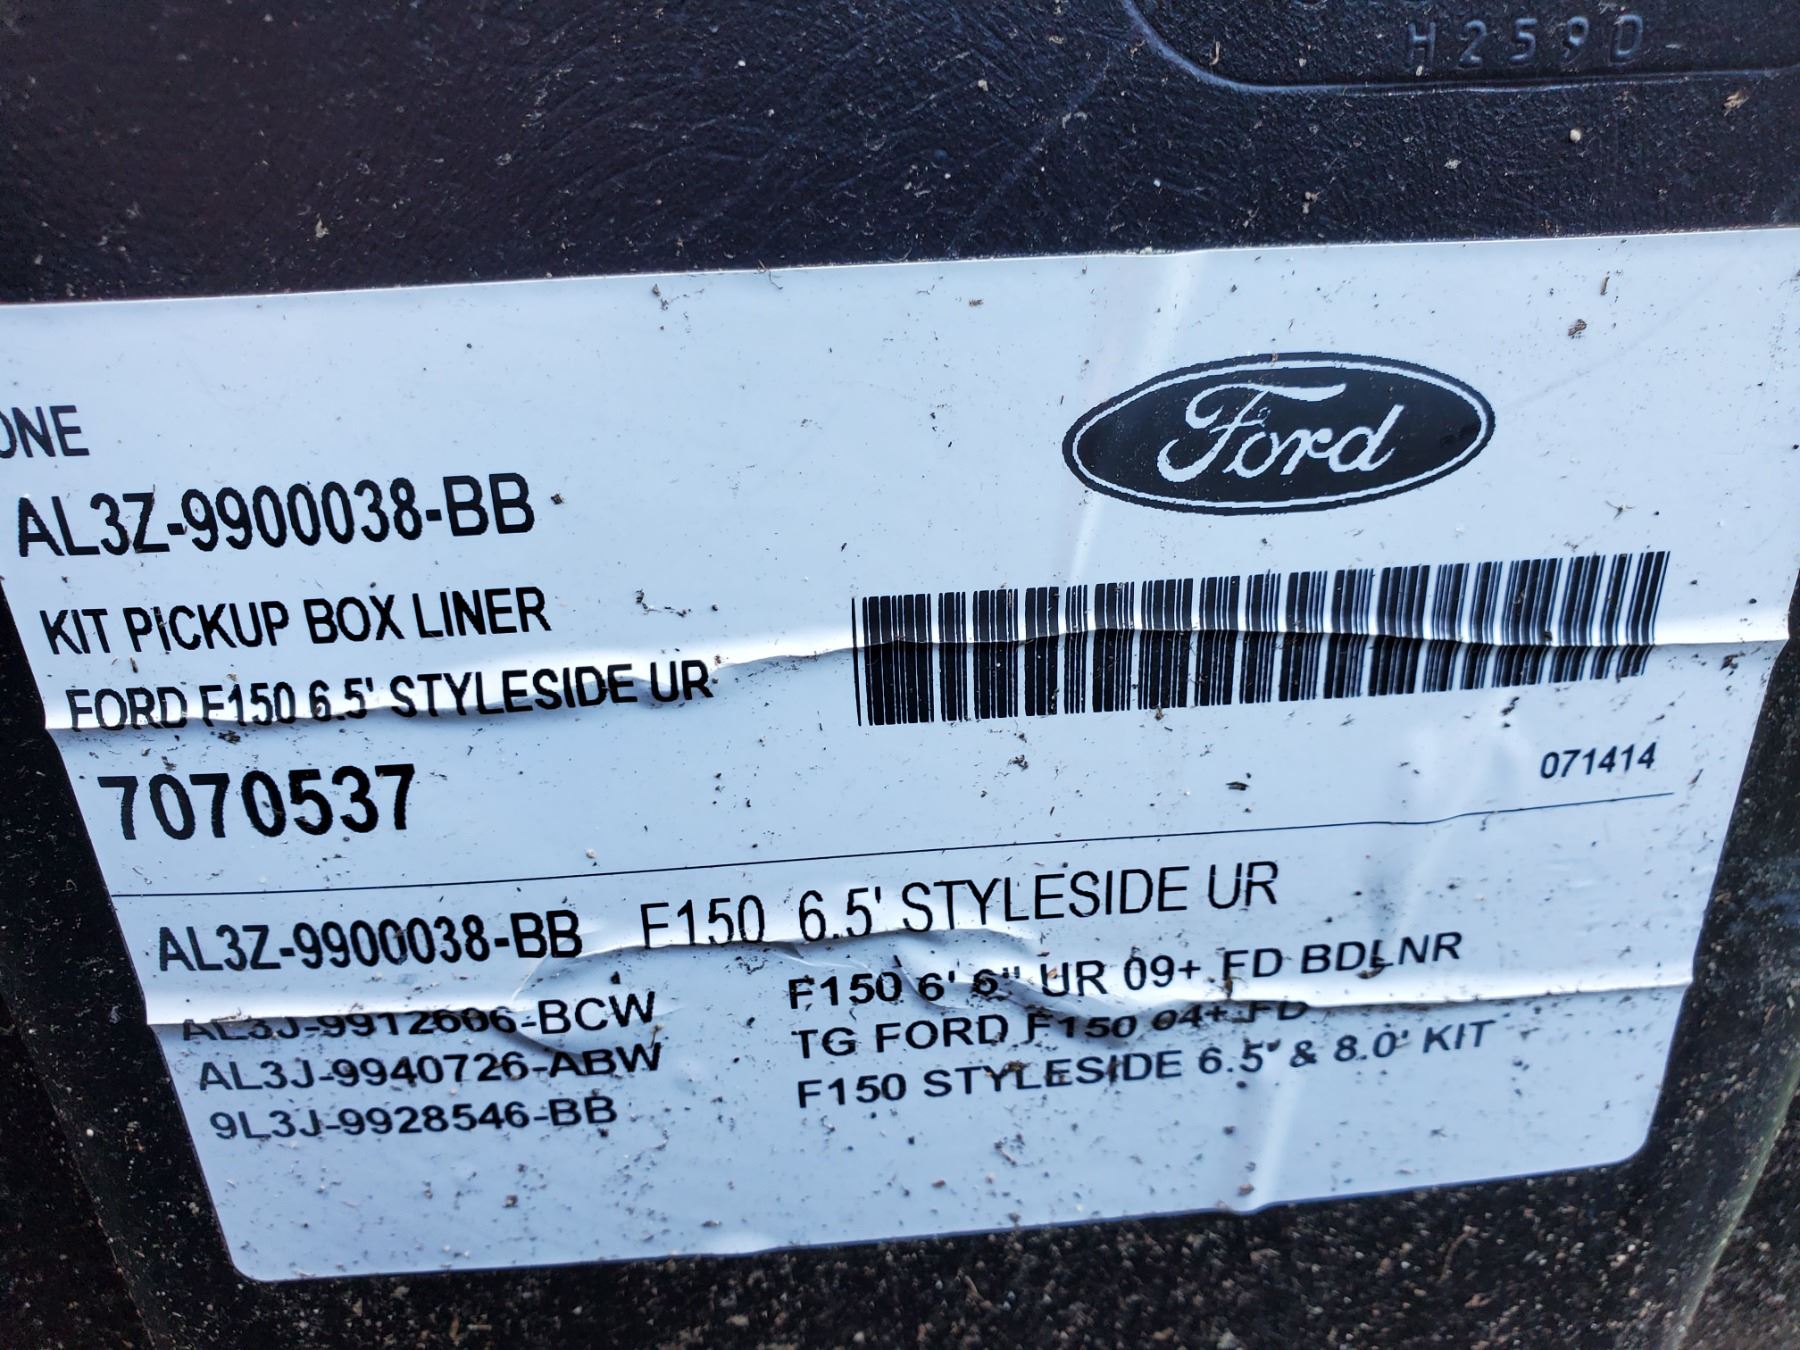 H259D
ONE
Ford
AL3Z-9900038-BB
KIT PICKUP BOX LINER
FORD F150 6.5' STYLESIDE UR
7070537
071414
AL3Z-9900038-BB F150 6.5' STYLESIDE UR
AL3J-9912606-BCW F150 6' 6" UR 09+ FD BDLNR
AL3J-9940726-ABW TG FORD F150 04+ FD
9L3J-9928546-BB F150 STYLESIDE 6.5' & 8.0' KIT